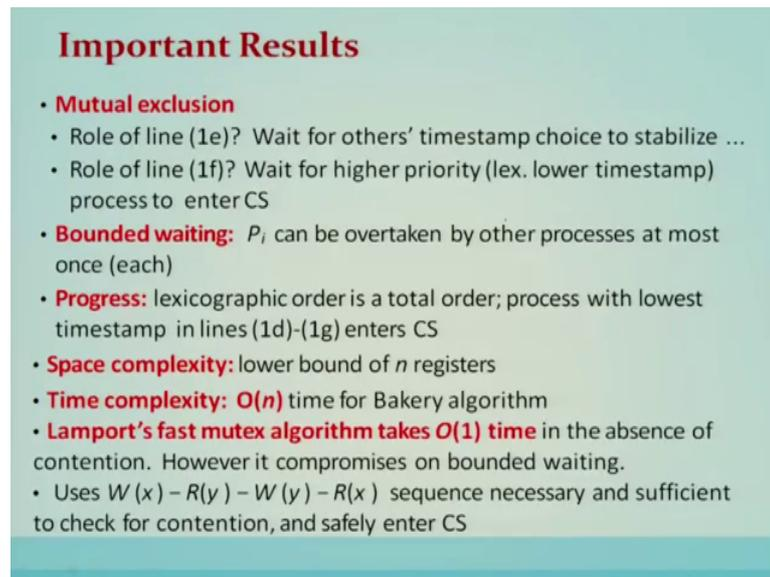 Important Results
• Mutual exclusion
• Role of line (1e)? Wait for others' timestamp choice to stabilize ...
• Role of line (1f)? Wait for higher priority (lex. lower timestamp)
process to enter CS
• Bounded waiting: Pi can be overtaken by other processes at most
once (each)
• Progress: lexicographic order is a total order; process with lowest
timestamp in lines (1d)-(1g) enters CS
• Space complexity: lower bound of n registers
• Time complexity: O(n) time for Bakery algorithm
• Lamport's fast mutex algorithm takes O(1) time in the absence of
contention. However it compromises on bounded waiting.
• Uses W (x) – R(y) – W (y) – R(x ) sequence necessary and sufficient
to check for contention, and safely enter CS